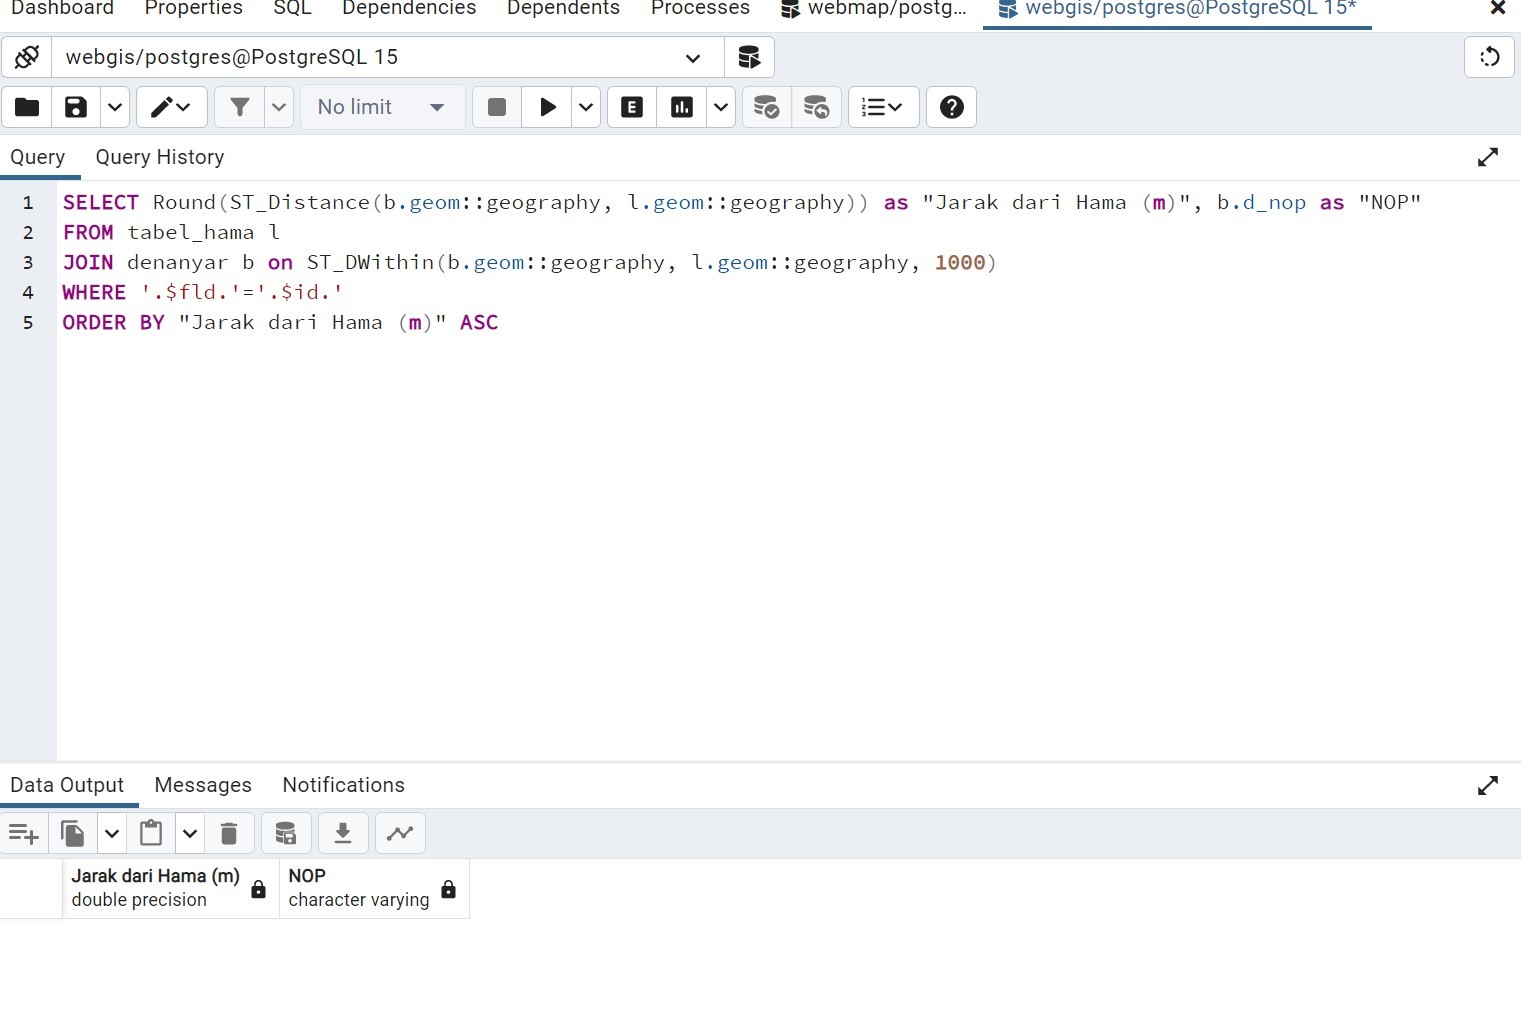 Dashboard Properties SQL Dependencies Dependents Processes webmap/postg... webgis/postgres@PostgreSQL 15*
webgis/postgres@PostgreSQL 15
No limit E
Query Query History
1 SELECT Round(ST_Distance(b.geom::geography, l.geom::geography)) as "Jarak dari Hama (m)", b.d_nop as "NOP"
2 FROM tabel_hama l
3 JOIN denanyar b on ST_DWithin(b.geom::geography, l.geom::geography, 1000)
4 WHERE '.$fld.'='.$id.'
5 ORDER BY "Jarak dari Hama (m)" ASC
Data Output Messages Notifications
Jarak dari Hama (m) NOP
double precision character varying